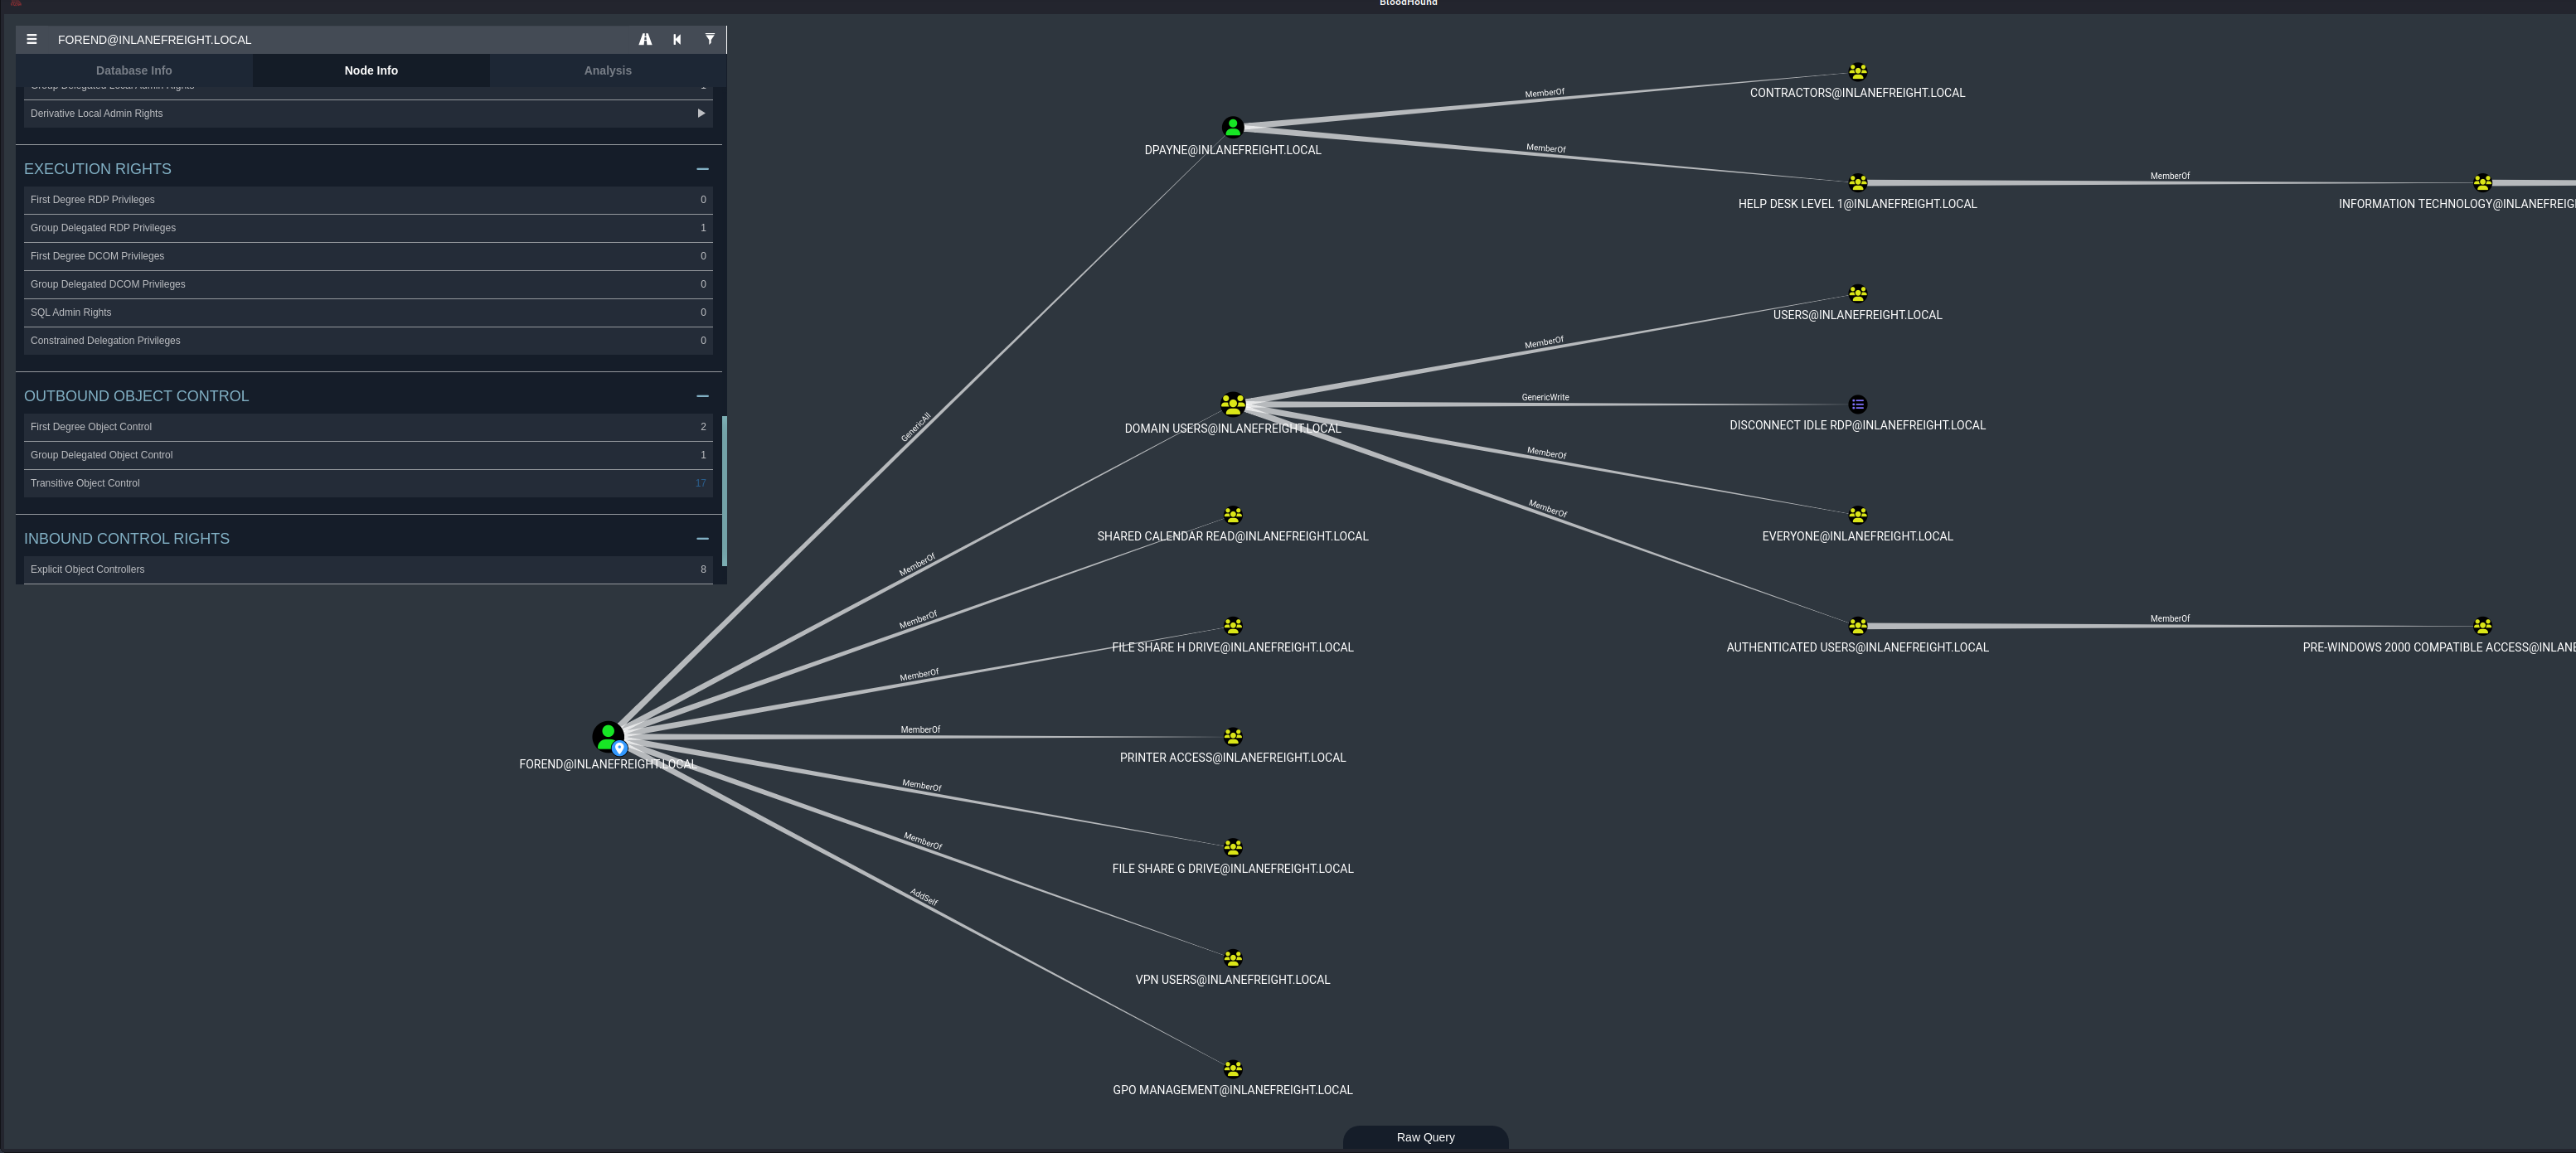 BloodHound
FOREND@INLANEFREIGHT.LOCAL
Database Info
Node Info
Analysis
Group Delegated Local Admin Rights
Derivative Local Admin Rights
EXECUTION RIGHTS
First Degree RDP Privileges 0
Group Delegated RDP Privileges 1
First Degree DCOM Privileges 0
Group Delegated DCOM Privileges 0
SQL Admin Rights 0
Constrained Delegation Privileges 0
OUTBOUND OBJECT CONTROL
First Degree Object Control 2
Group Delegated Object Control 1
Transitive Object Control 17
INBOUND CONTROL RIGHTS
Explicit Object Controllers 8
MemberOf
CONTRACTORS@INLANEFREIGHT.LOCAL
DPAYNE@INLANEFREIGHT.LOCAL
MemberOf
HELP DESK LEVEL 1@INLANEFREIGHT.LOCAL
MemberOf
INFORMATION TECHNOLOGY@INLANEFREIG
USERS@INLANEFREIGHT.LOCAL
MemberOf
GenericWrite
GenericAll
DOMAIN USERS@INLANEFREIGHT.LOCAL
DISCONNECT IDLE RDP@INLANEFREIGHT.LOCAL
MemberOf
MemberOf
SHARED CALENDAR READ@INLANEFREIGHT.LOCAL
EVERYONE@INLANEFREIGHT.LOCAL
MemberOf
MemberOf
MemberOf
FILE SHARE H DRIVE@INLANEFREIGHT.LOCAL
AUTHENTICATED USERS@INLANEFREIGHT.LOCAL
PRE-WINDOWS 2000 COMPATIBLE ACCESS@INLANE
MemberOf
MemberOf
PRINTER ACCESS@INLANEFREIGHT.LOCAL
FOREND@INLANEFREIGHT.LOCAL
MemberOf
MemberOf
FILE SHARE G DRIVE@INLANEFREIGHT.LOCAL
AddSelf
VPN USERS@INLANEFREIGHT.LOCAL
GPO MANAGEMENT@INLANEFREIGHT.LOCAL
Raw Query